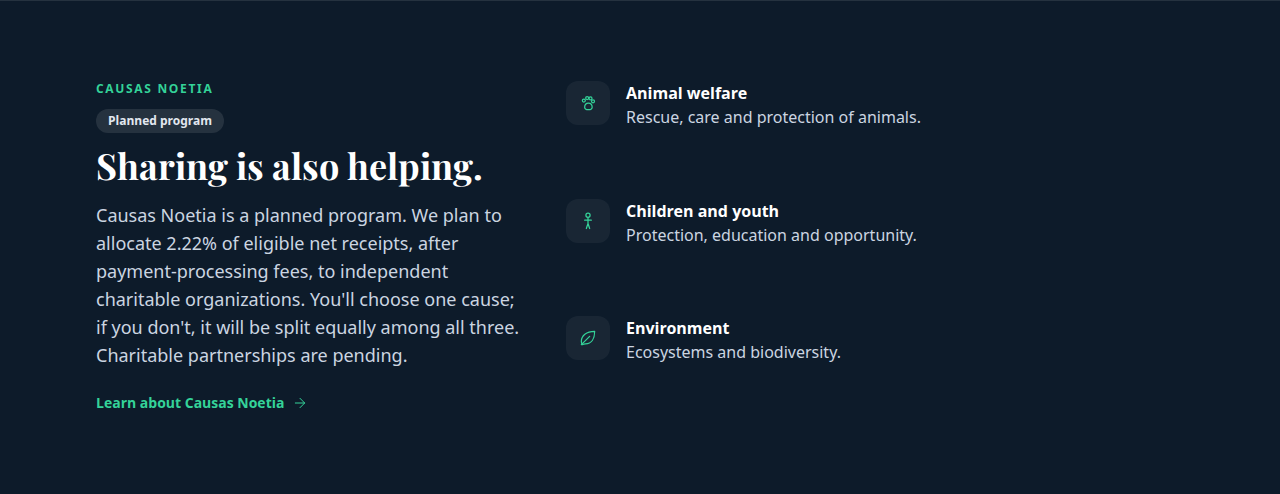 CAUSAS NOETIA
Planned program
Sharing is also helping.
Causas Noetia is a planned program. We plan to
allocate 2.22% of eligible net receipts, after
payment-processing fees, to independent
charitable organizations. You'll choose one cause;
if you don't, it will be split equally among all three.
Charitable partnerships are pending.
Learn about Causas Noetia →
Animal welfare
Rescue, care and protection of animals.
Children and youth
Protection, education and opportunity.
Environment
Ecosystems and biodiversity.